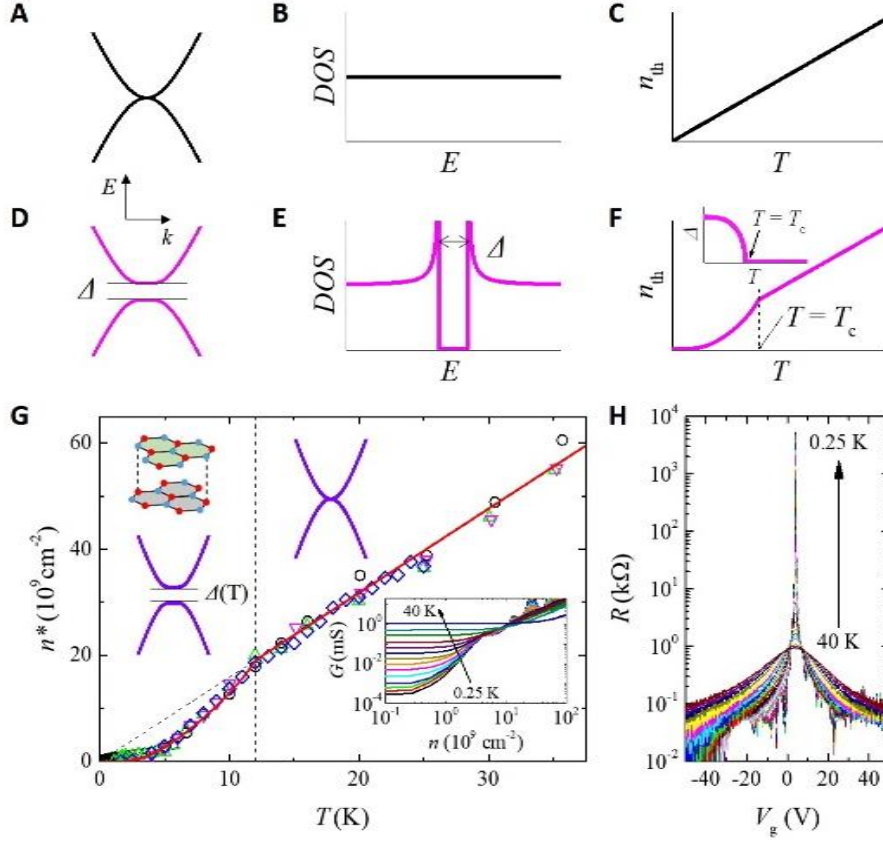 A
B
DOS
E
C
n_th
T
E
k
D
Δ
E
DOS
Δ
E
F
Δ
T = T_c
T
n_th
T = T_c
T
G
n* (10^9 cm^-2)
60
40
20
0
0
10
20
30
T (K)
Δ(T)
G (mS)
10^0
10^-2
10^-4
40 K
0.25 K
10^-1
10^0
10^1
10^2
n (10^9 cm^-2)
H
R (kΩ)
10^4
10^3
10^2
10^1
10^0
10^-1
10^-2
0.25 K
40 K
-40
-20
0
20
40
V_g (V)